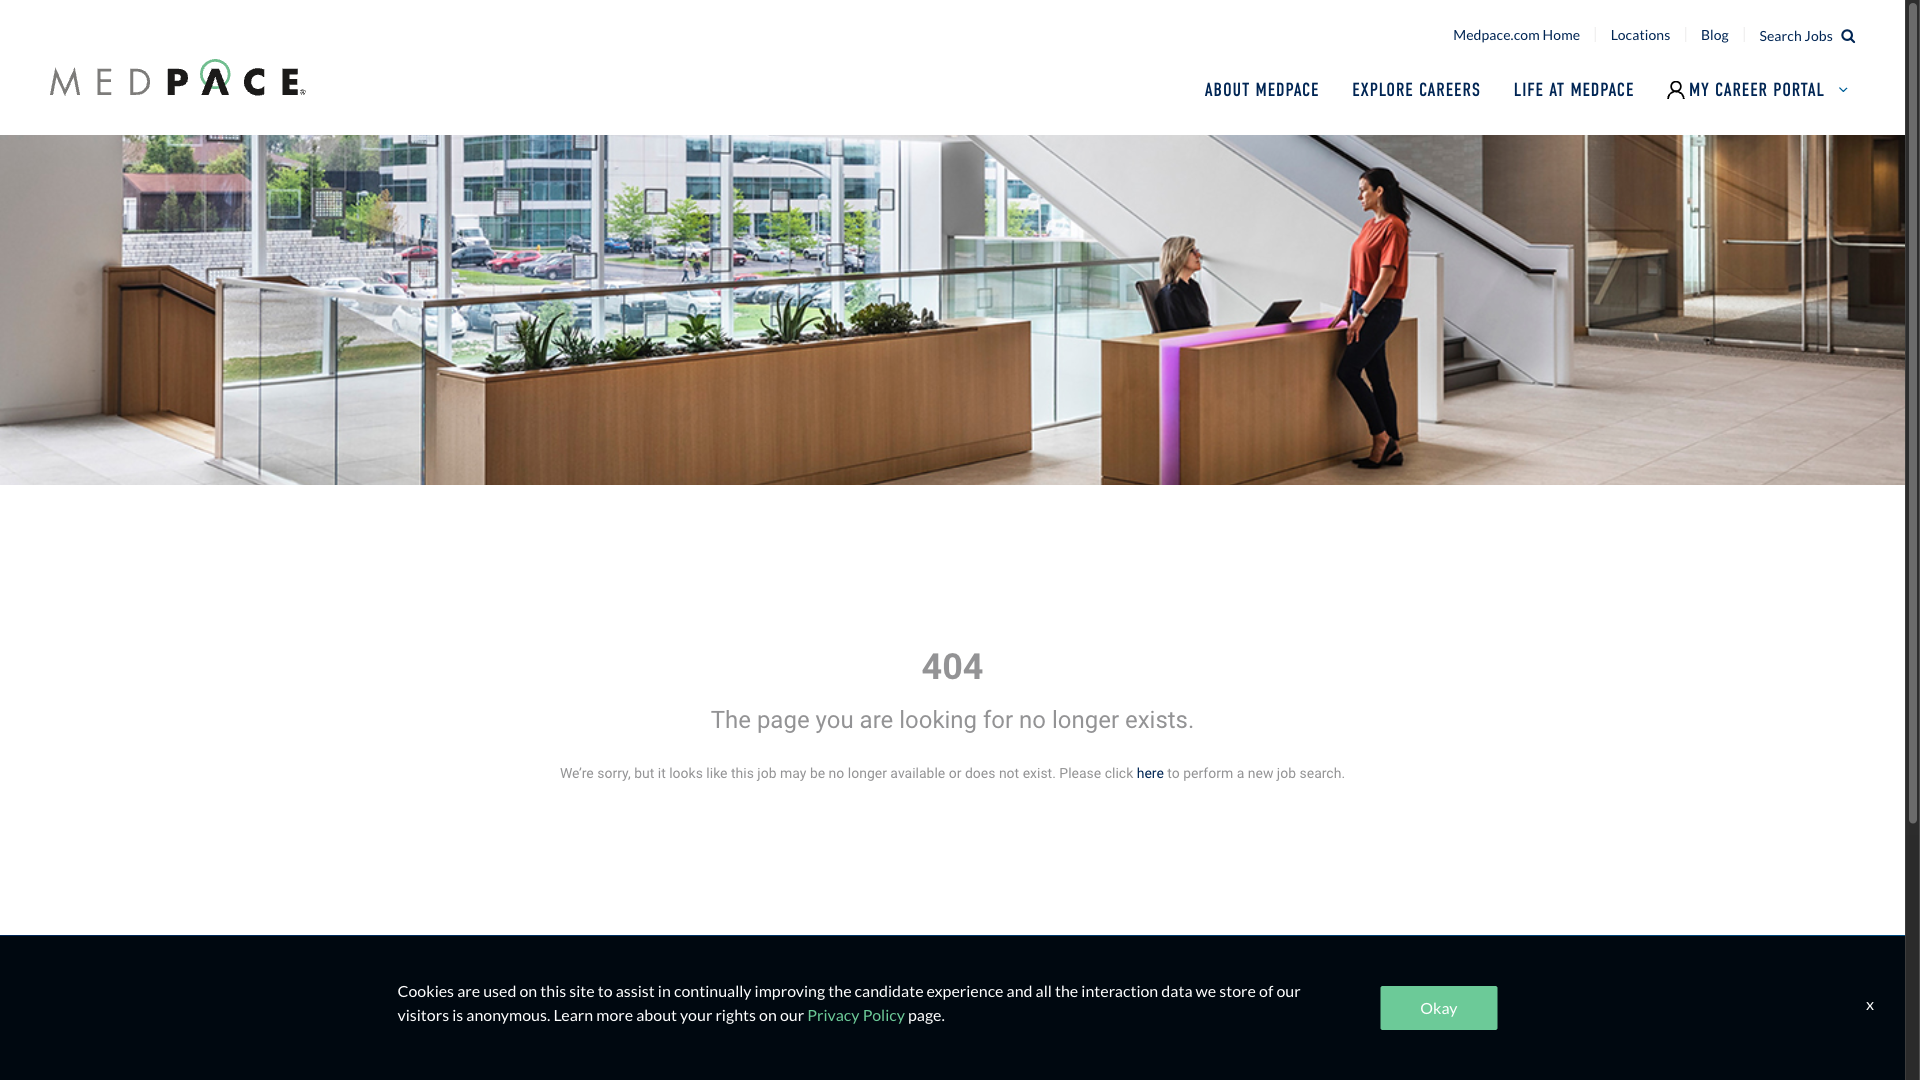 Medpace.com Home
Locations
Blog
Search Jobs
MEDPACE®
ABOUT MEDPACE
EXPLORE CAREERS
LIFE AT MEDPACE
MY CAREER PORTAL
404
The page you are looking for no longer exists.
We’re sorry, but it looks like this job may be no longer available or does not exist. Please click here to perform a new job search.
Cookies are used on this site to assist in continually improving the candidate experience and all the interaction data we store of our
visitors is anonymous. Learn more about your rights on our Privacy Policy page.
Okay
x